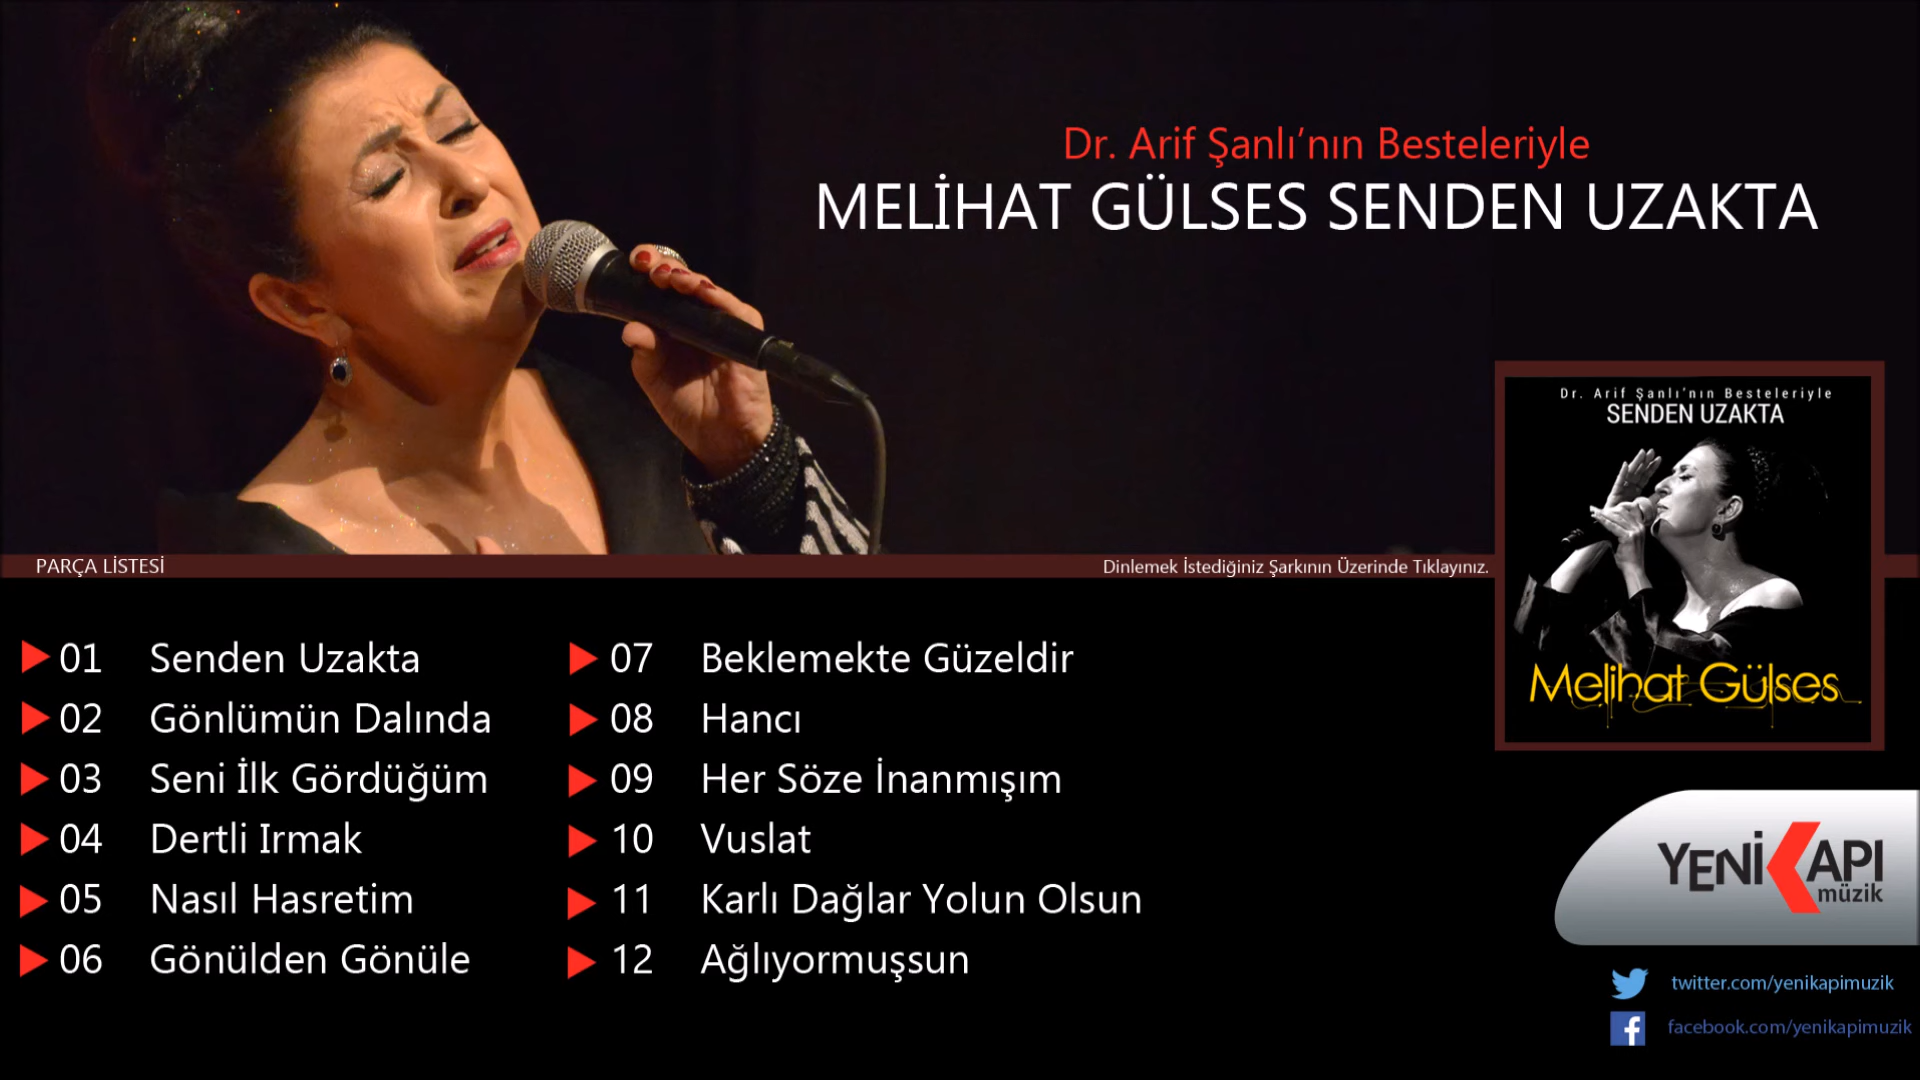 Dr. Arif Şanlı’nın Besteleriyle
MELİHAT GÜLSES SENDEN UZAKTA
Dr. Arif Şanlı'nın Besteleriyle
SENDEN UZAKTA
Melihat Gülses
PARÇA LİSTESİ
Dinlemek İstediğiniz Şarkının Üzerinde Tıklayınız.
01 Senden Uzakta
02 Gönlümün Dalında
03 Seni İlk Gördüğüm
04 Dertli Irmak
05 Nasıl Hasretim
06 Gönülden Gönüle
07 Beklemekte Güzeldir
08 Hancı
09 Her Söze İnanmışım
10 Vuslat
11 Karlı Dağlar Yolun Olsun
12 Ağlıyormuşsun
YENİKAPI
müzik
twitter.com/yenikapimuzik
facebook.com/yenikapimuzik